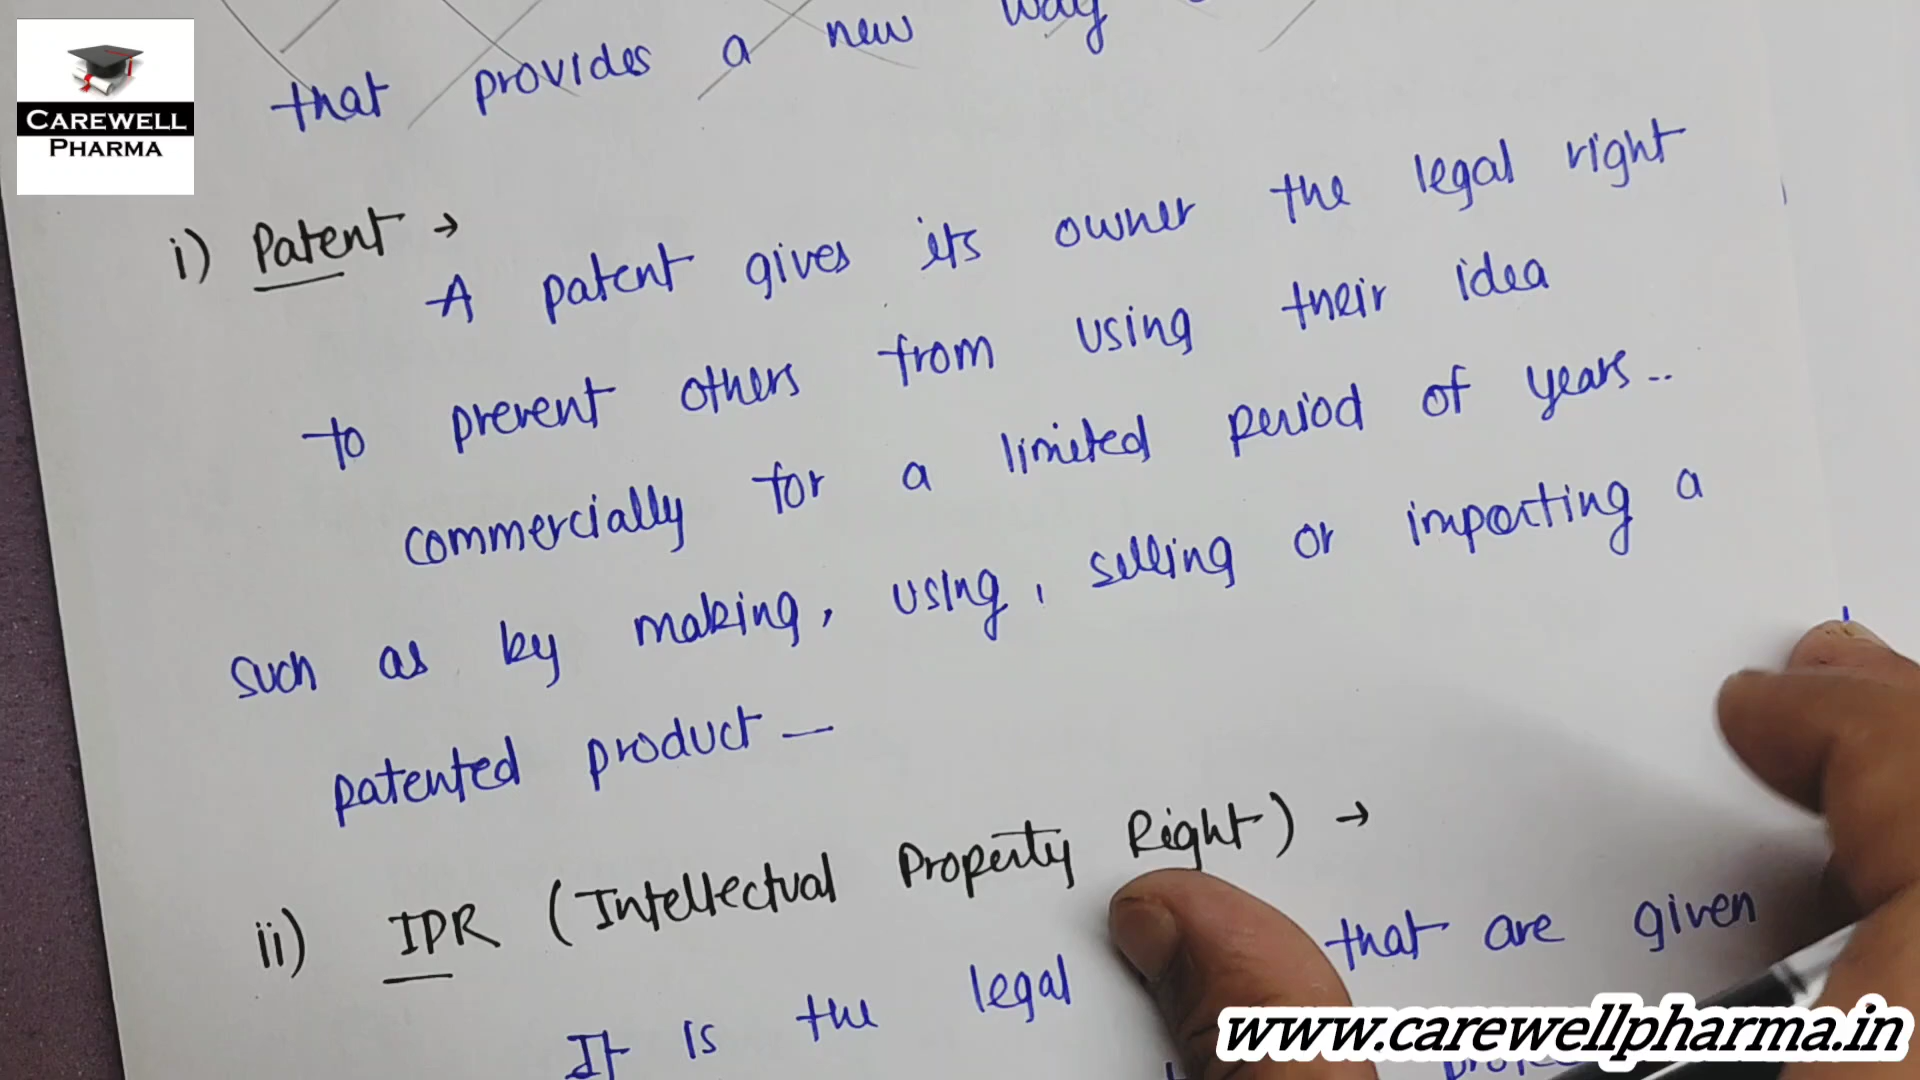 CAREWELL
PHARMA
that provides a new way
i) Patent →
A patent gives its owner the legal right
to prevent others from using their idea
commercially for a limited period of years..
such as by making, using, selling or importing a
patented product —
ii) IPR (Intellectual Property Right) →
It is the legal that are given
www.carewellpharma.in